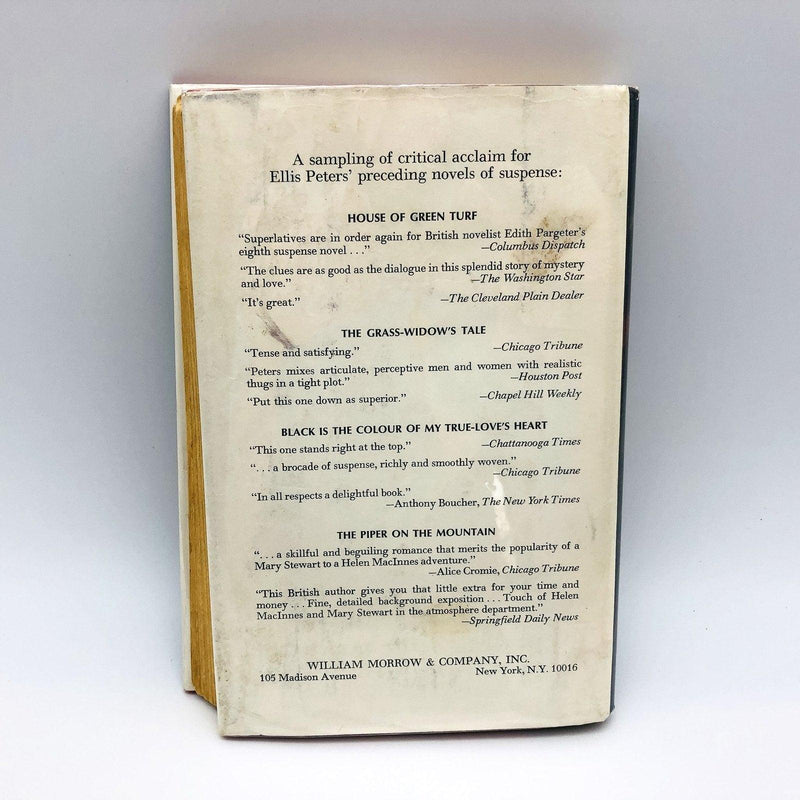 A sampling of critical acclaim for
Ellis Peters' preceding novels of suspense:
HOUSE OF GREEN TURF
“Superlatives are in order again for British novelist Edith Pargeter's
eighth suspense novel . . .” —Columbus Dispatch
“The clues are as good as the dialogue in this splendid story of mystery
and love.” —The Washington Star
“It's great.” —The Cleveland Plain Dealer
THE GRASS-WIDOW'S TALE
“Tense and satisfying.” —Chicago Tribune
“Peters mixes articulate, perceptive men and women with realistic
thugs in a tight plot.” —Houston Post
“Put this one down as superior.” —Chapel Hill Weekly
BLACK IS THE COLOUR OF MY TRUE-LOVE'S HEART
“This one stands right at the top.” —Chattanooga Times
“. . . a brocade of suspense, richly and smoothly woven.”
—Chicago Tribune
“In all respects a delightful book.”
—Anthony Boucher, The New York Times
THE PIPER ON THE MOUNTAIN
“. . . a skillful and beguiling romance that merits the popularity of a
Mary Stewart to a Helen MacInnes adventure.”
—Alice Cromie, Chicago Tribune
“This British author gives you that little extra for your time and
money . . . Fine, detailed background exposition . . . Touch of Helen
MacInnes and Mary Stewart in the atmosphere department.”
—Springfield Daily News
WILLIAM MORROW & COMPANY, INC.
105 Madison Avenue New York, N.Y. 10016